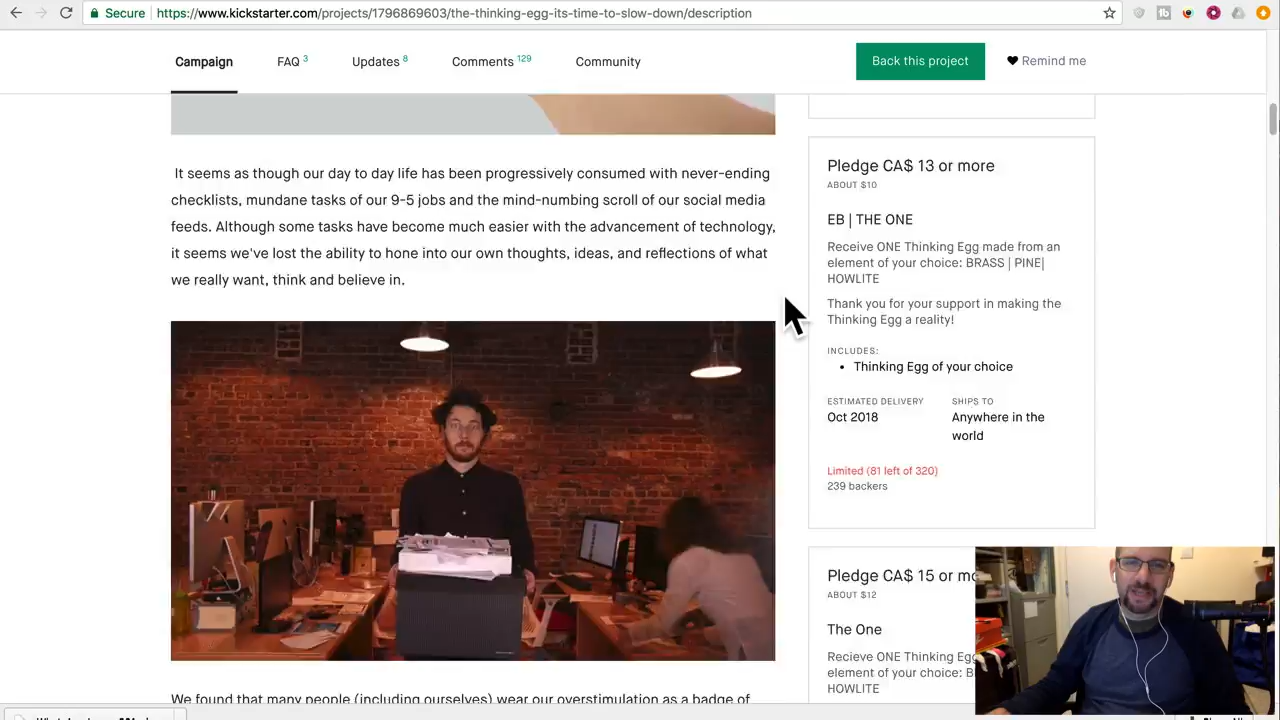 Secure
https://www.kickstarter.com/projects/1796869603/the-thinking-egg-its-time-to-slow-down/description
Campaign
FAQ 3
Updates 8
Comments 129
Community
Back this project
Remind me
It seems as though our day to day life has been progressively consumed with never-ending
checklists, mundane tasks of our 9-5 jobs and the mind-numbing scroll of our social media
feeds. Although some tasks have become much easier with the advancement of technology,
it seems we've lost the ability to hone into our own thoughts, ideas, and reflections of what
we really want, think and believe in.
We found that many people (including ourselves) wear our overstimulation as a badge of
Pledge CA$ 13 or more
ABOUT $10
EB | THE ONE
Receive ONE Thinking Egg made from an
element of your choice: BRASS | PINE|
HOWLITE
Thank you for your support in making the
Thinking Egg a reality!
INCLUDES:
• Thinking Egg of your choice
ESTIMATED DELIVERY
Oct 2018
SHIPS TO
Anywhere in the
world
Limited (81 left of 320)
239 backers
Pledge CA$ 15 or
ABOUT $12
The One
Recieve ONE Thinking Egg
element of your choice:
HOWLITE